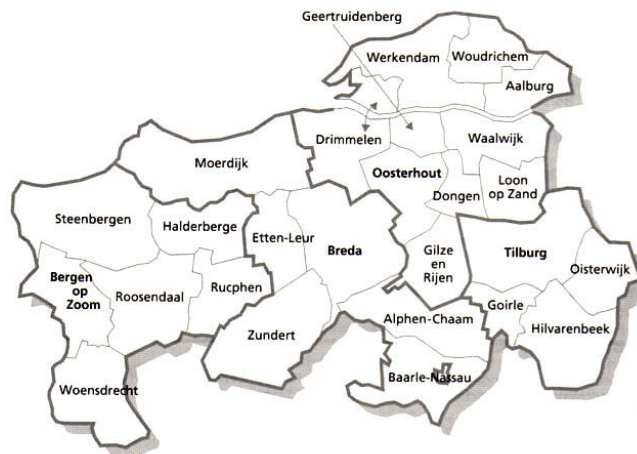 Geertruidenberg
Werkendam
Woudrichem
Aalburg
Drimmelen
Waalwijk
Moerdijk
Oosterhout
Dongen
Loon
op Zand
Steenbergen
Halderberge
Etten-Leur
Breda
Gilze
en
Rijen
Tilburg
Oisterwijk
Bergen
op
Zoom
Roosendaal
Rucphen
Zundert
Alphen-Chaam
Goirle
Hilvarenbeek
Baarle-Nassau
Woensdrecht